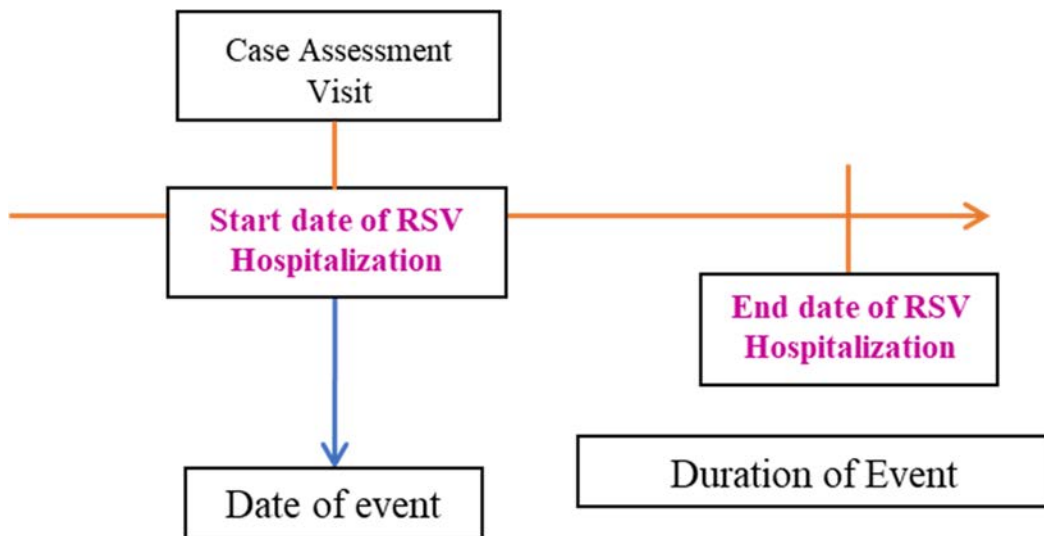 Case Assessment
Visit
Start date of RSV
Hospitalization
End date of RSV
Hospitalization
Duration of Event
Date of event